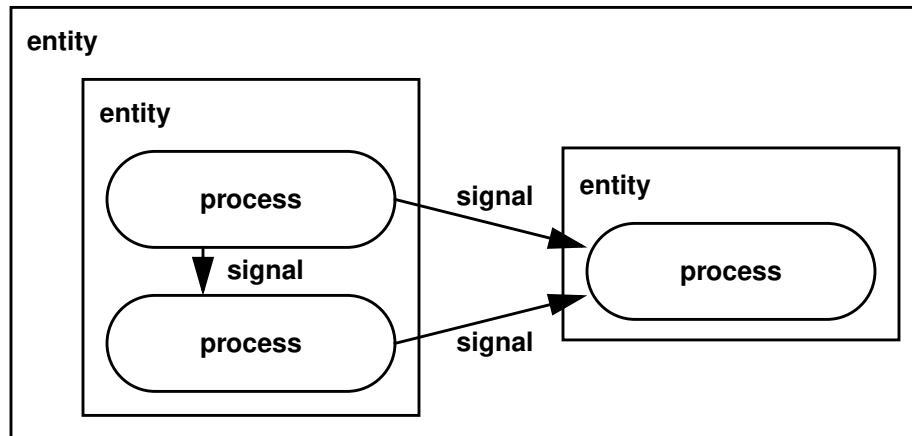 entity
entity
process
signal
entity
signal
process
process
signal